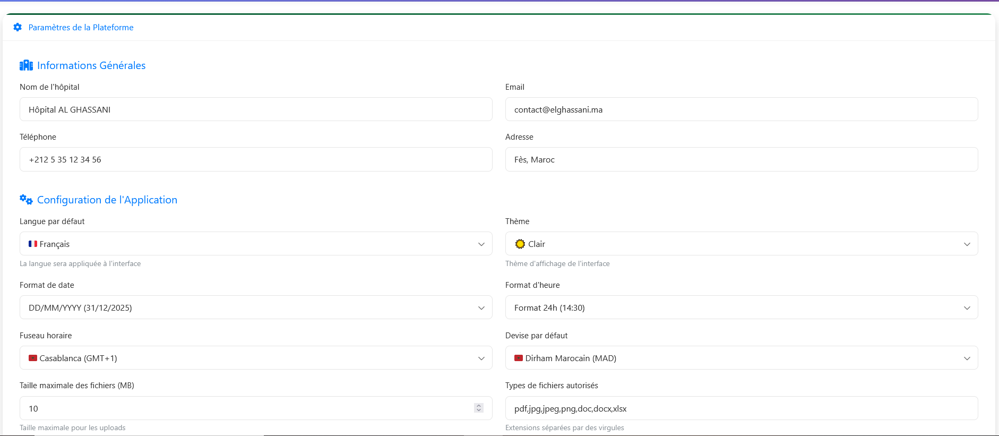 Paramètres de la Plateforme
Informations Générales
Nom de l'hôpital
Email
Hôpital AL GHASSANI
contact@elghassani.ma
Téléphone
Adresse
+212 5 35 12 34 56
Fès, Maroc
Configuration de l'Application
Langue par défaut
Thème
Français
Clair
La langue sera appliquée à l'interface
Thème d'affichage de l'interface
Format de date
Format d'heure
DD/MM/YYYY (31/12/2025)
Format 24h (14:30)
Fuseau horaire
Devise par défaut
Casablanca (GMT+1)
Dirham Marocain (MAD)
Taille maximale des fichiers (MB)
Types de fichiers autorisés
10
pdf,jpg,jpeg,png,doc,docx,xlsx
Taille maximale pour les uploads
Extensions séparées par des virgules